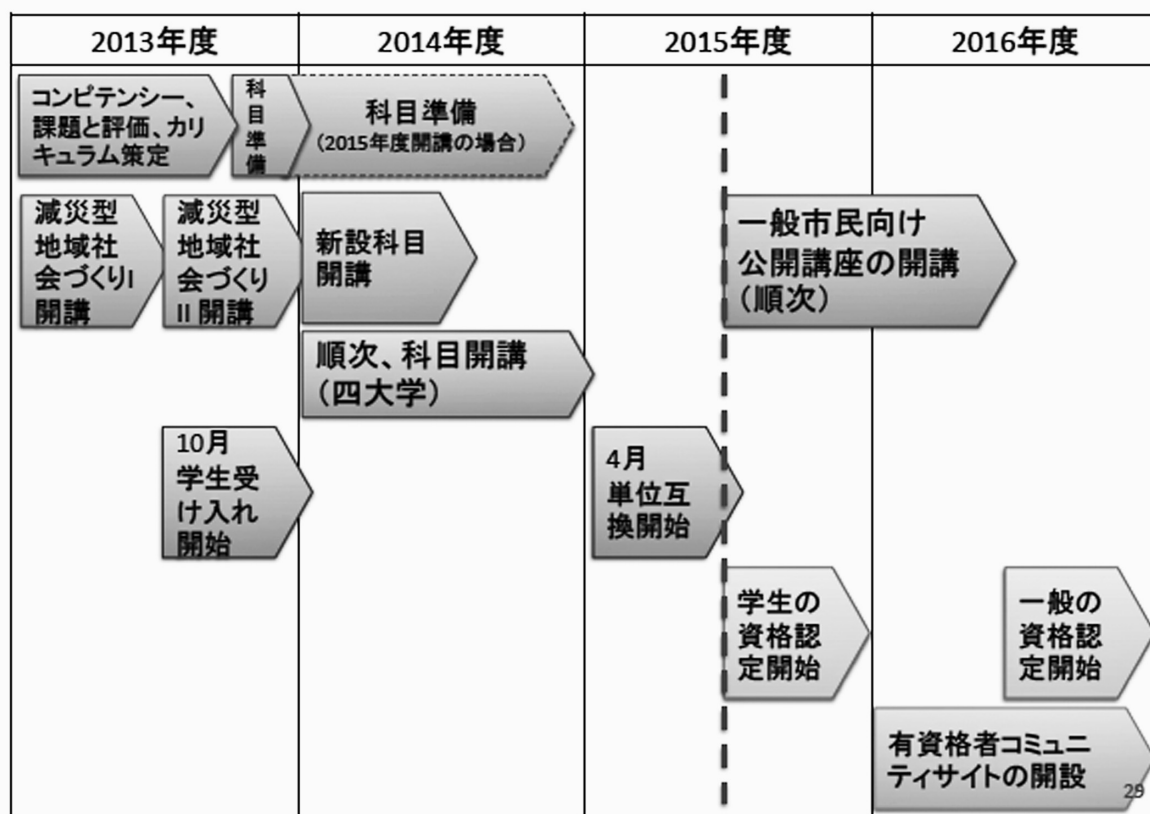 2013年度
2014年度
2015年度
2016年度
コンピテンシー、
課題と評価、カリ
キュラム策定
科
目
準
備
科目準備
(2015年度開講の場合)
減災型
地域社
会づくりI
開講
減災型
地域社
会づくり
II 開講
新設科目
開講
一般市民向け
公開講座の開講
(順次)
順次、科目開講
(四大学)
10月
学生受
け入れ
開始
4月
単位互
換開始
学生の
資格認
定開始
一般の
資格認
定開始
有資格者コミュニ
ティサイトの開設
29